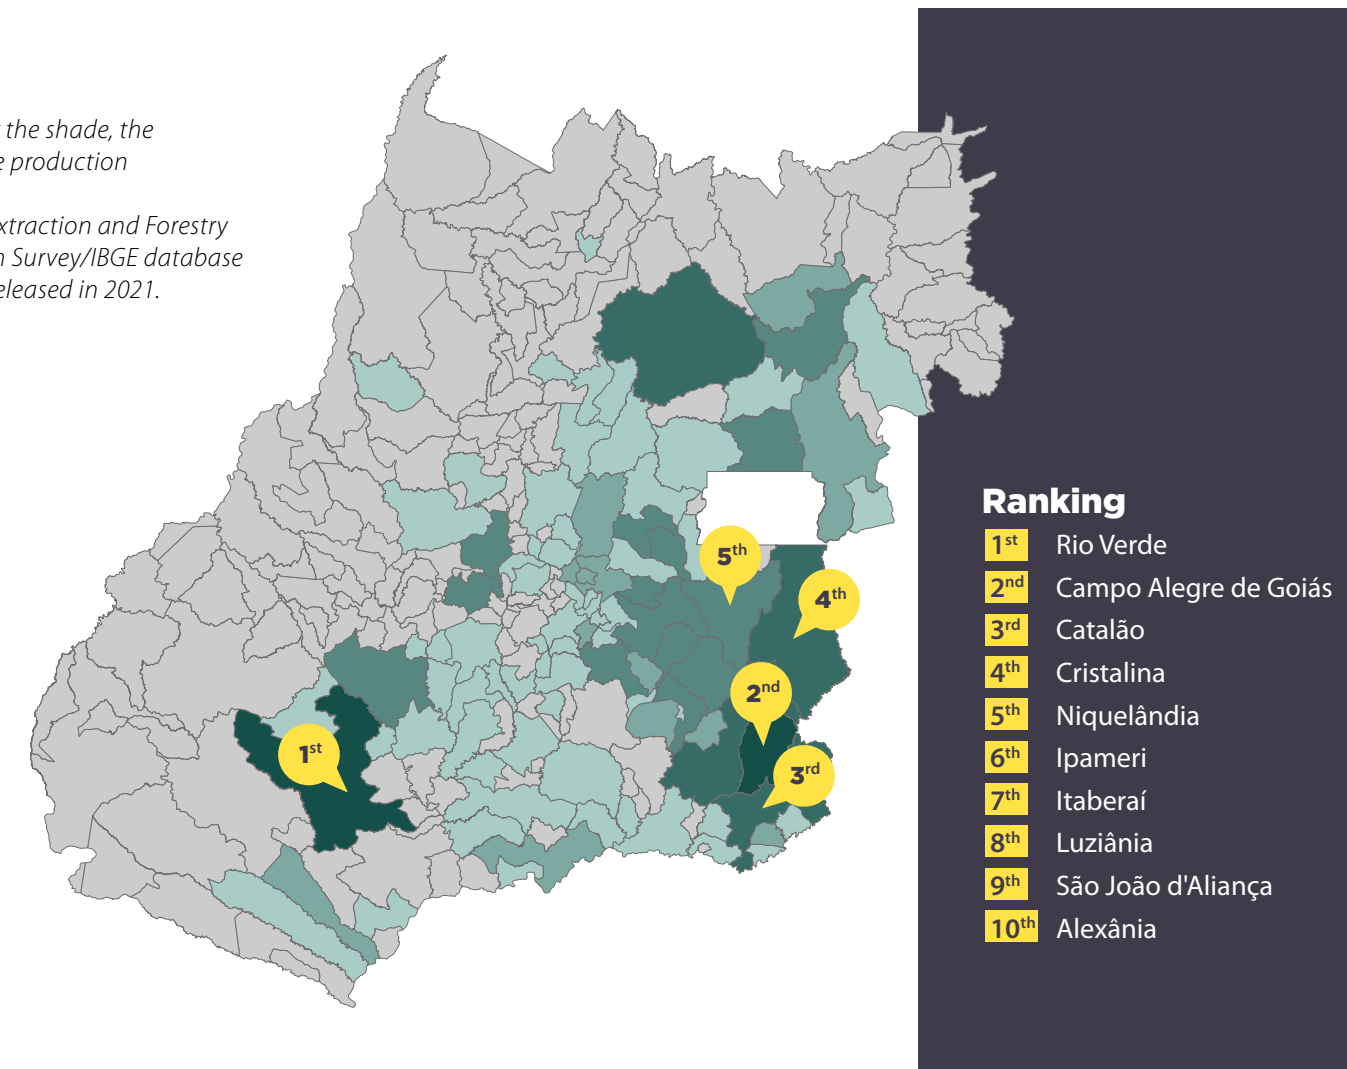 the shade, the
production
xtraction and Forestry
Survey/IBGE database
eleased in 2021.
5th
4th
2nd
1st
3rd
Ranking
1st Rio Verde
2nd Campo Alegre de Goiás
3rd Catalão
4th Cristalina
5th Niquelândia
6th Ipameri
7th Itaberaí
8th Luziânia
9th São João d'Aliança
10th Alexânia